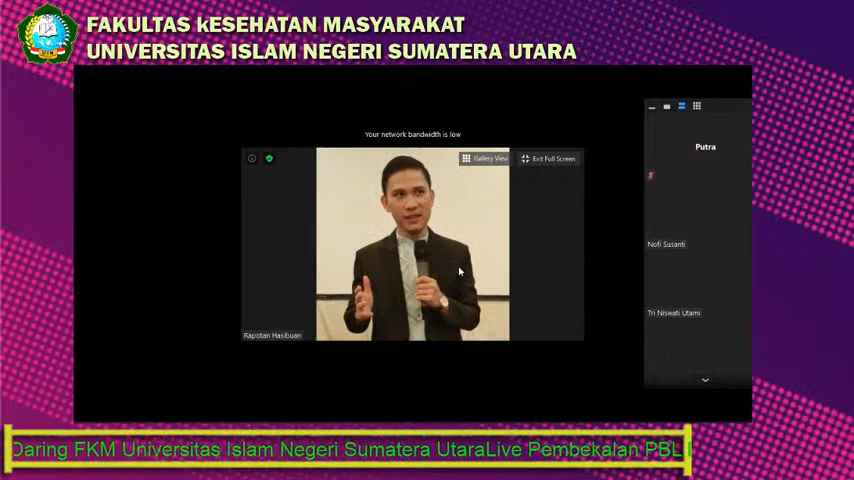 FAKULTAS kESEHATAN MASYARAKAT
UNIVERSITAS ISLAM NEGERI SUMATERA UTARA
Your network bandwidth is low
Gallery View
Exit Full Screen
Rapotan Hasibuan
Putra
Nofi Susanti
Tri Niswati Utami
Daring FKM Universitas Islam Negeri Sumatera UtaraLive Pembekalan PBL